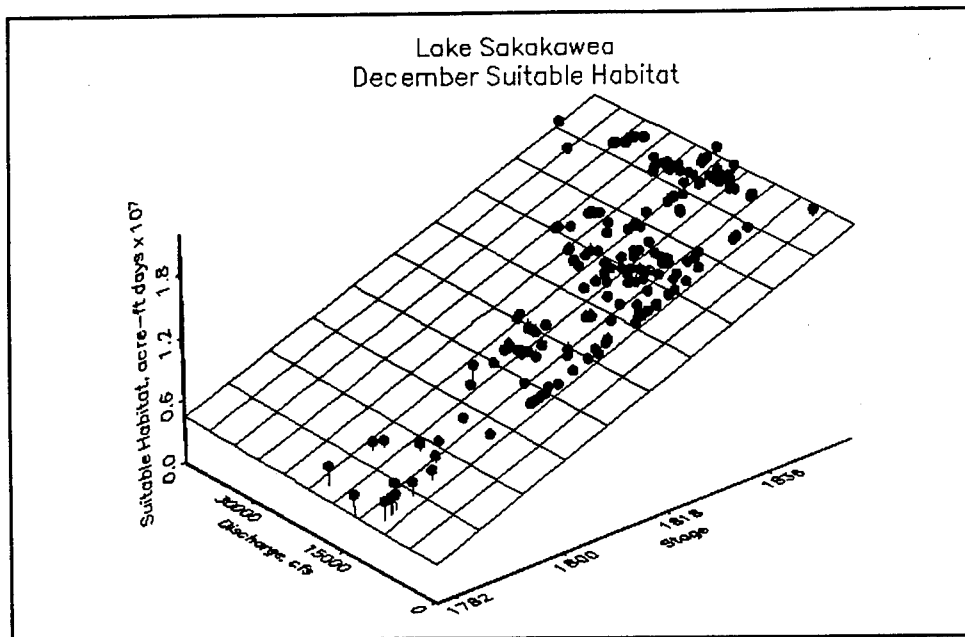 Lake Sakakawea
December Suitable Habitat
Suitable Habitat, acre-ft days x 10⁷
1.8
1.2
0.6
0.0
30000
15000
0
Discharge, cfs
1782
1800
1818
1836
Stage